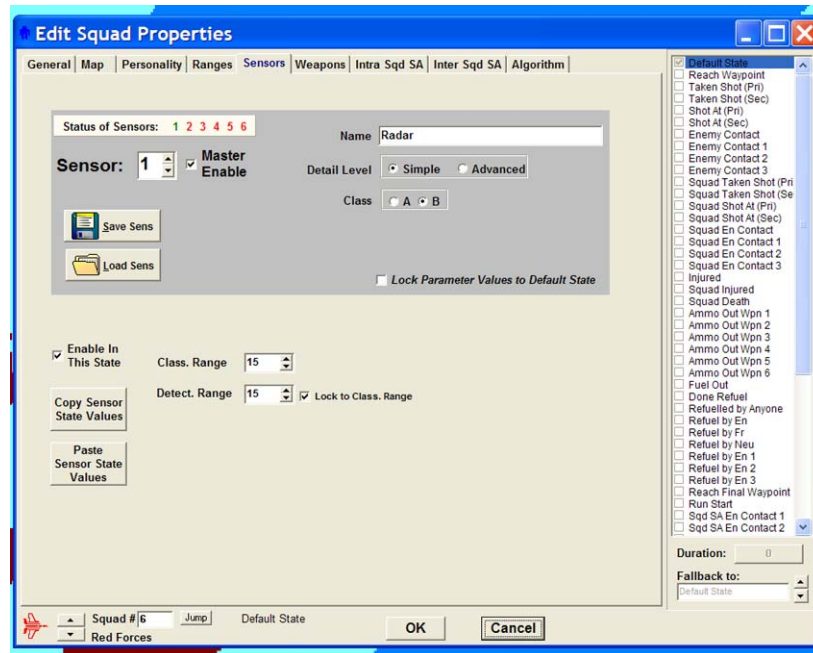 Edit Squad Properties
General Map Personality Ranges Sensors Weapons Intra Sqd SA Inter Sqd SA Algorithm
Status of Sensors: 1 2 3 4 5 6
Sensor: 1 Master Enable
Save Sens
Load Sens
Name Radar
Detail Level Simple Advanced
Class A B
Lock Parameter Values to Default State
Enable In
This State
Class. Range 15
Detect. Range 15 Lock to Class. Range
Copy Sensor
State Values
Paste
Sensor State
Values
Default State
Reach Waypoint
Taken Shot (Pri)
Taken Shot (Sec)
Shot At (Pri)
Shot At (Sec)
Enemy Contact
Enemy Contact 1
Enemy Contact 2
Enemy Contact 3
Squad Taken Shot (Pri
Squad Taken Shot (Se
Squad Shot At (Pri)
Squad Shot At (Sec)
Squad En Contact
Squad En Contact 1
Squad En Contact 2
Squad En Contact 3
Injured
Squad Injured
Squad Death
Ammo Out Wpn 1
Ammo Out Wpn 2
Ammo Out Wpn 3
Ammo Out Wpn 4
Ammo Out Wpn 5
Ammo Out Wpn 6
Fuel Out
Done Refuel
Refuelled by Anyone
Refuel by En
Refuel by Fr
Refuel by Neu
Refuel by En 1
Refuel by En 2
Refuel by En 3
Reach Final Waypoint
Run Start
Sqd SA En Contact 1
Sqd SA En Contact 2
Duration: 0
Fallback to:
Default State
Squad # 6 Jump Default State
Red Forces
OK Cancel